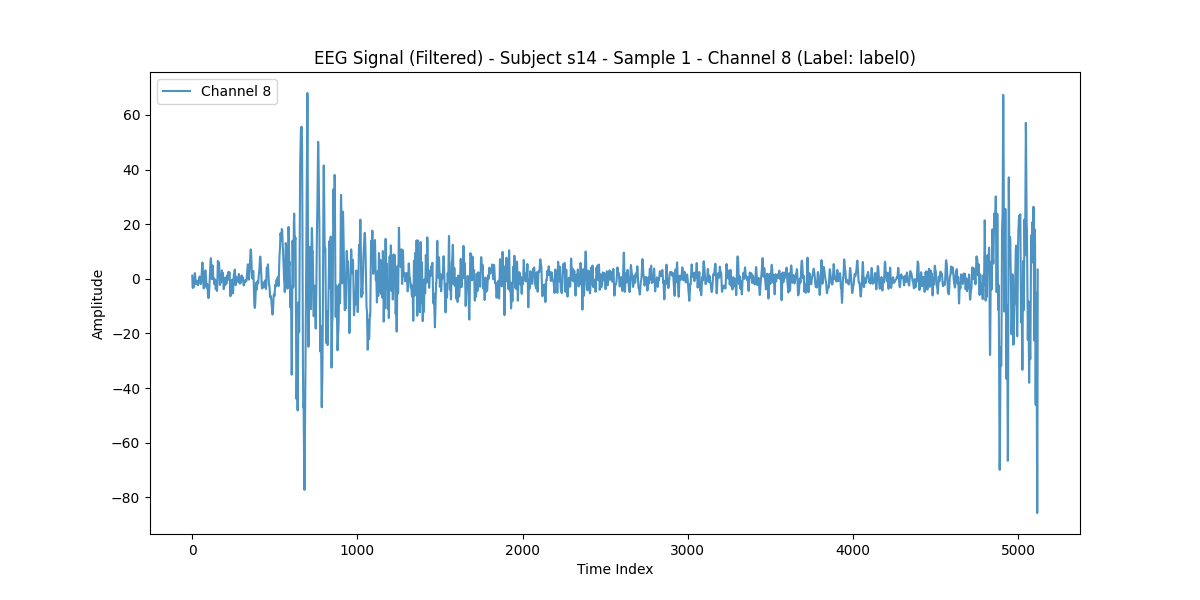 EEG Signal (Filtered) - Subject s14 - Sample 1 - Channel 8 (Label: label0)
Channel 8
60
40
20
0
−20
−40
−60
−80
Amplitude
0 1000 2000 3000 4000 5000
Time Index